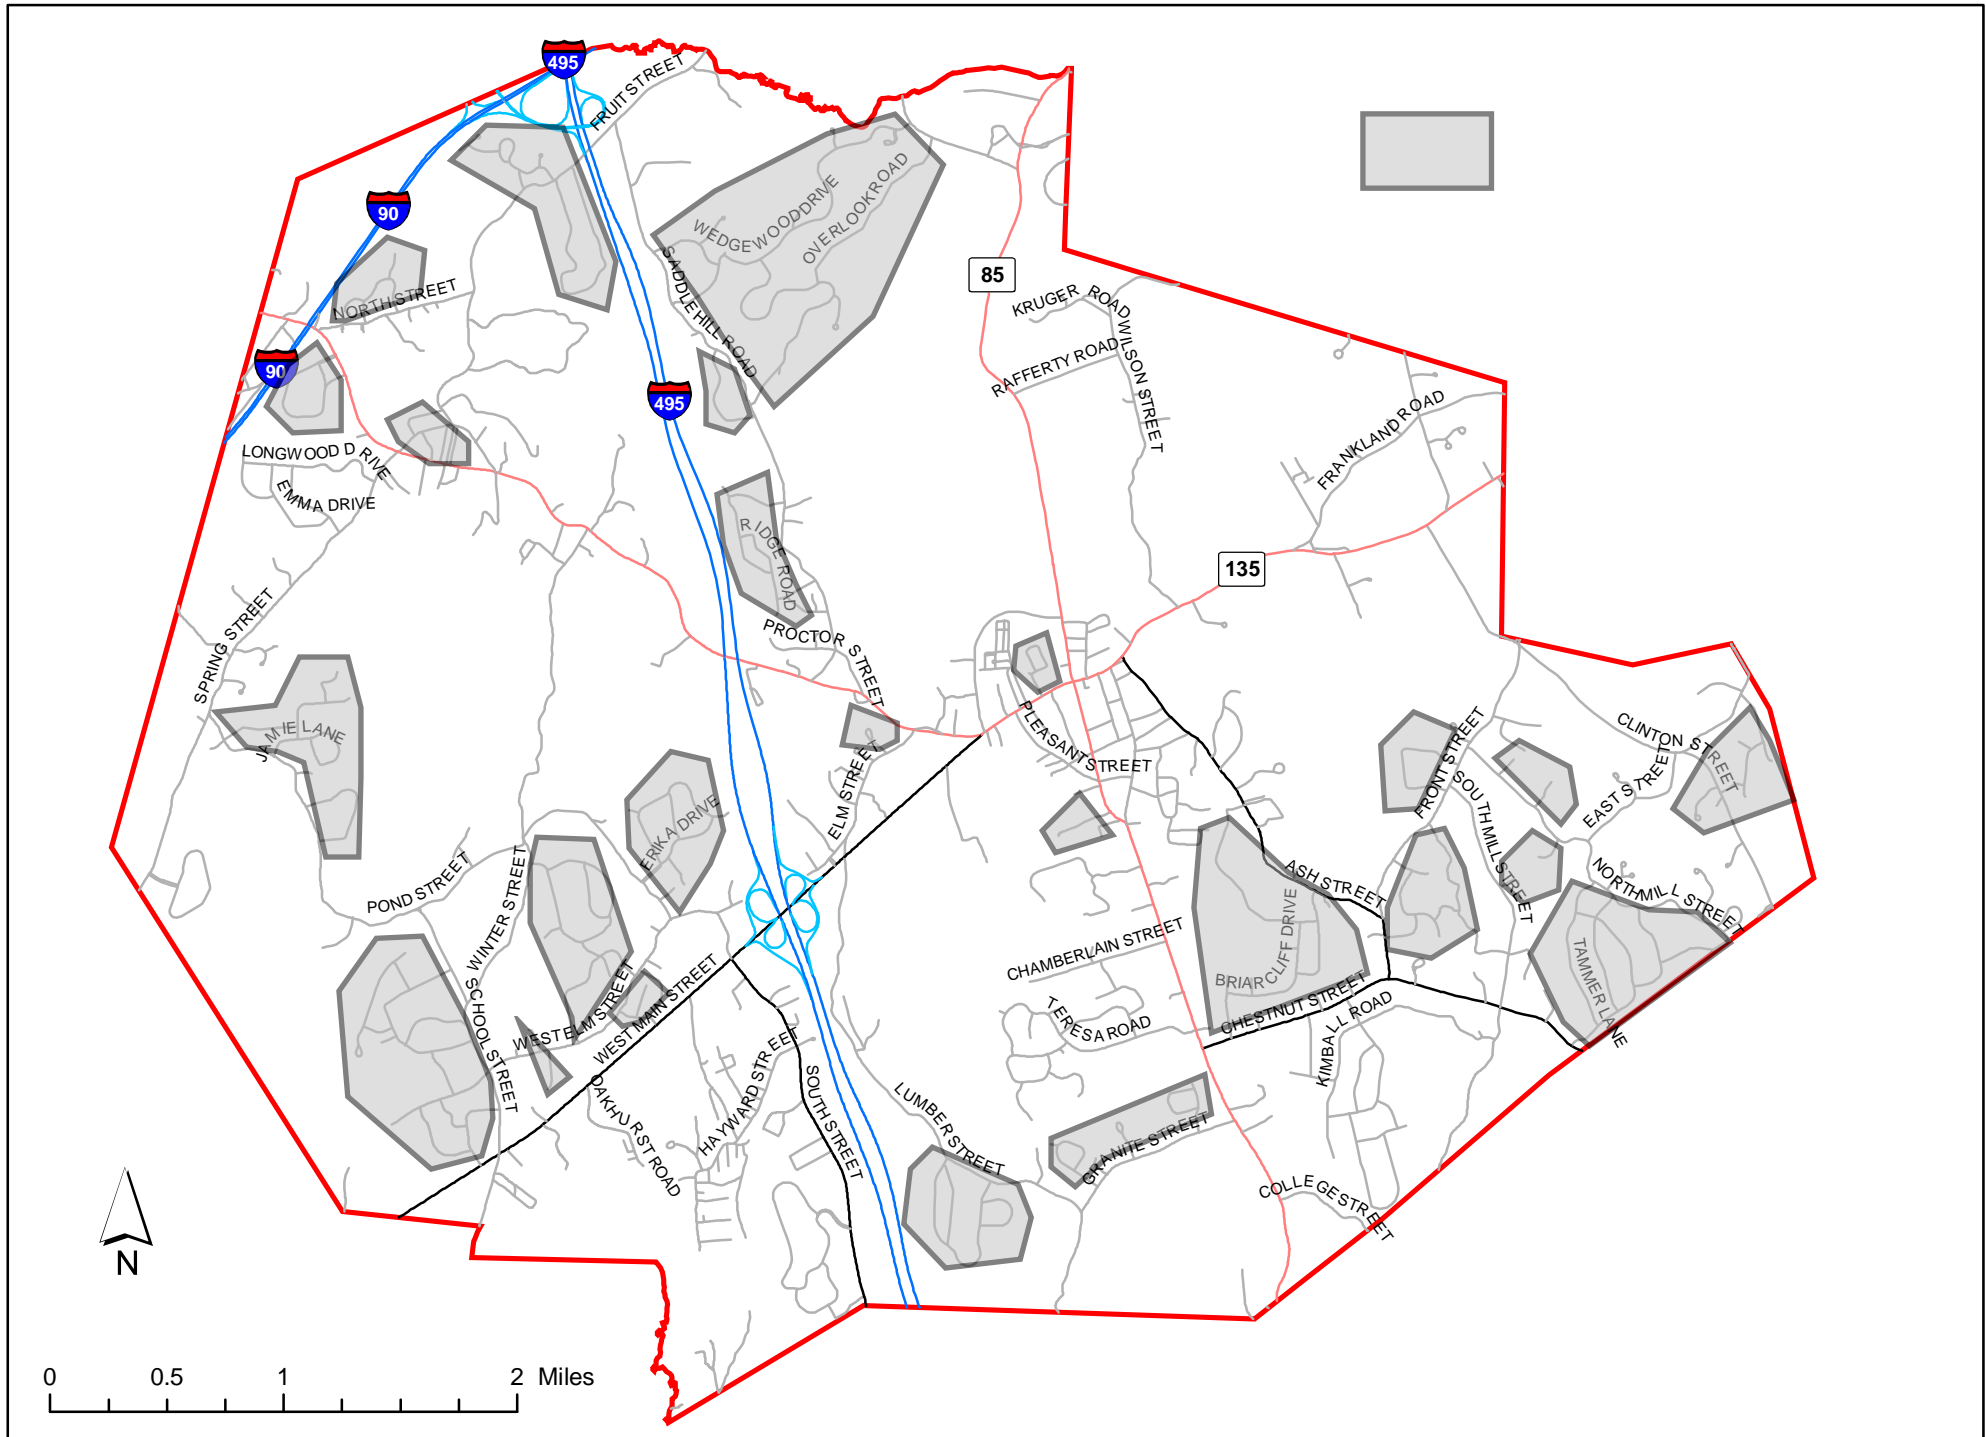 495
FRUIT STREET
90
WEDGEWOOD DRIVE
OVERLOOK ROAD
SADDLE HILL ROAD
85
NORTH STREET
KRUGER ROAD
WILSON STREET
RAFFERTY ROAD
90
495
FRANKLAND ROAD
LONGWOOD DRIVE
EMMA DRIVE
RIDGE ROAD
135
SPRING STREET
PROCTOR STREET
JAMIE LANE
PLEASANT STREET
FRONT STREET
CLINTON STREET
ELM STREET
SOUTH MILL STREET
EAST STREET
ERIKA DRIVE
POND STREET
WINTER STREET
ASH STREET
NORTH MILL STREET
CHAMBERLAIN STREET
BRIARCLIFF DRIVE
TAMMER LANE
SCHOOL STREET
WEST ELM STREET
WEST MAIN STREET
TERESA ROAD
CHESTNUT STREET
KIMBALL ROAD
OAKHURST ROAD
HAYWARD STREET
SOUTH STREET
LUMBER STREET
GRANITE STREET
COLLEGE STREET
N
0 0.5 1 2 Miles